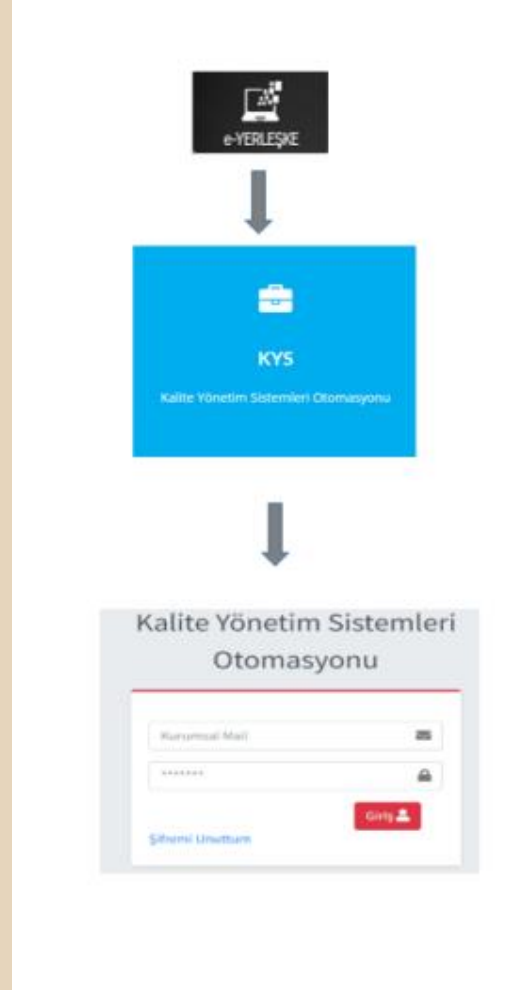 e-YERLEŞKE
KYS
Kalite Yönetim Sistemleri Otomasyonu
Kalite Yönetim Sistemleri
Otomasyonu
Kurumsal Mail
*******
Giriş
Şifremi Unuttum